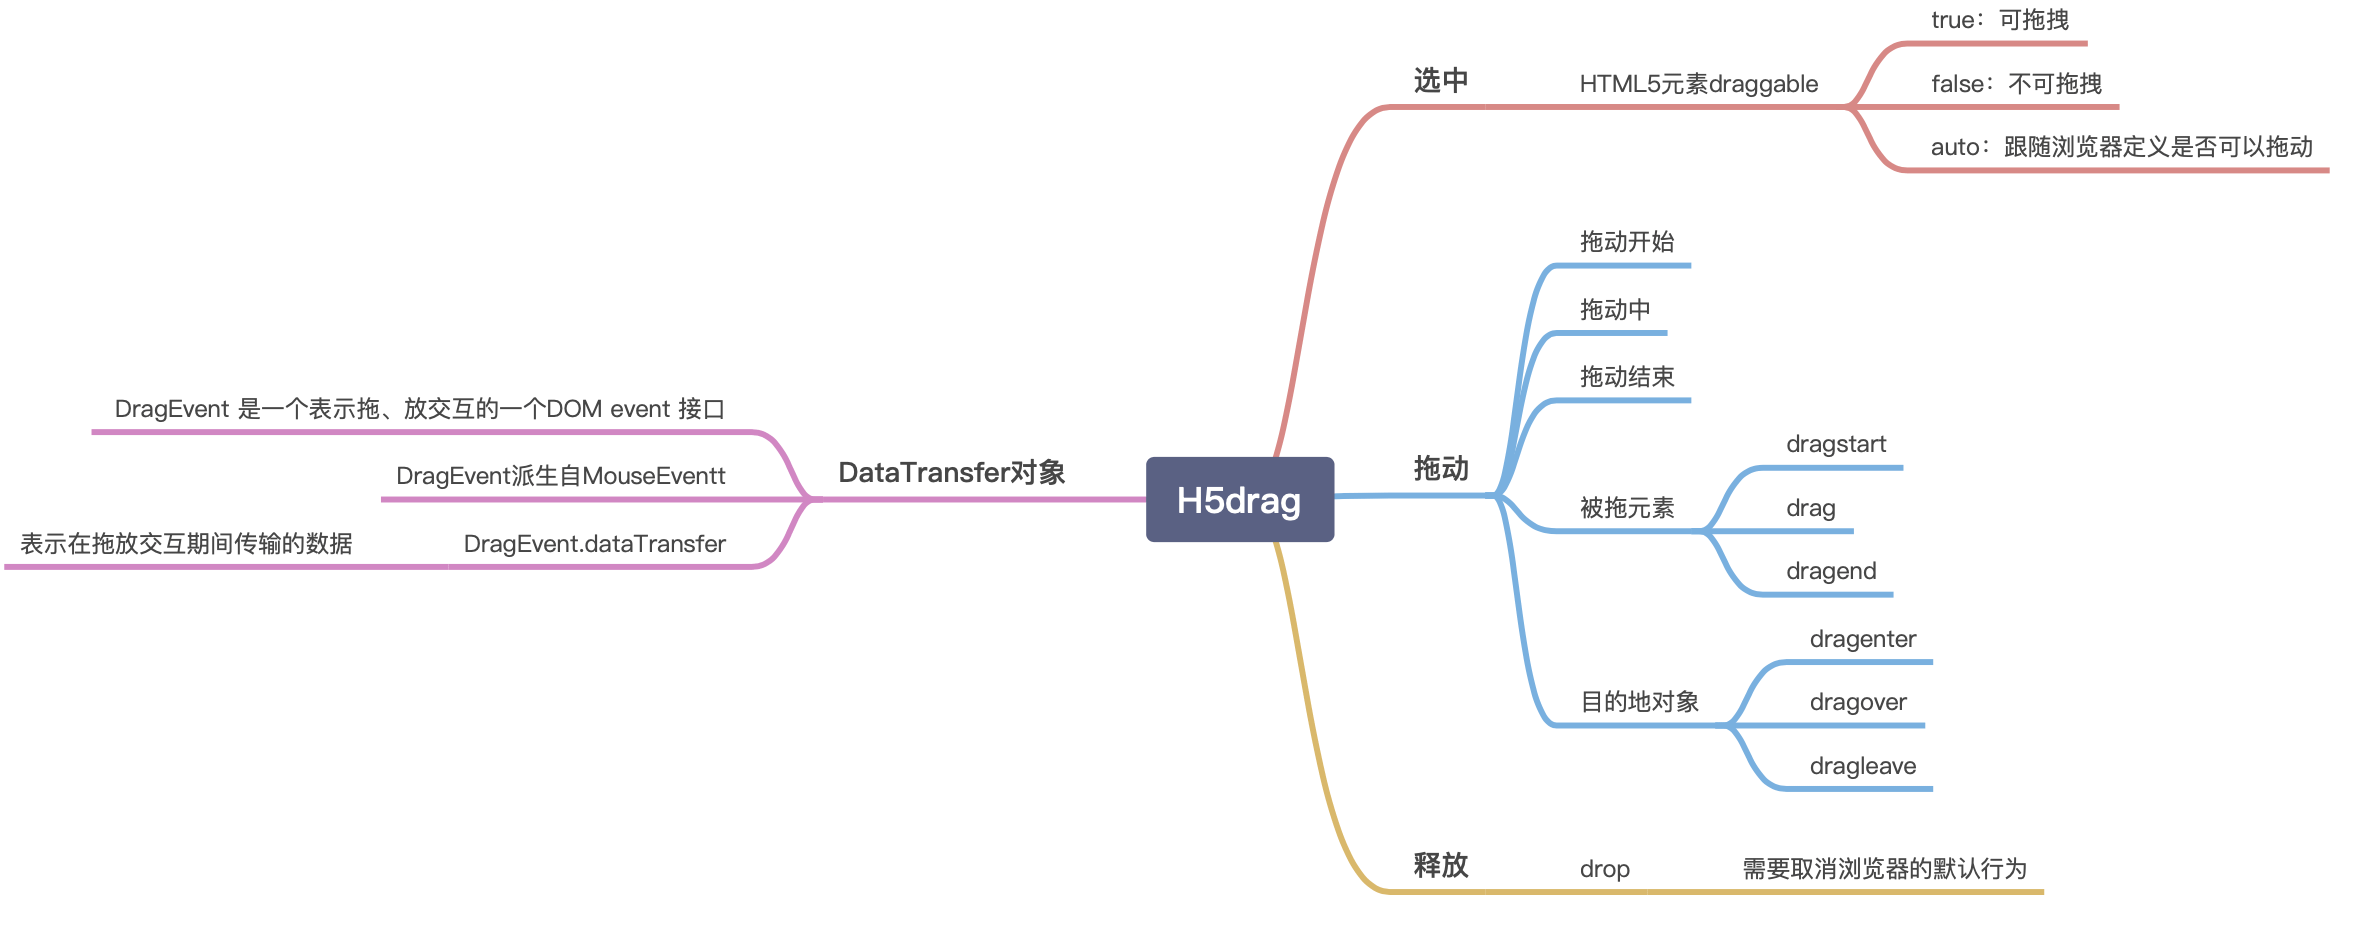 H5drag
选中
HTML5元素draggable
true：可拖拽
false：不可拖拽
auto：跟随浏览器定义是否可以拖动
拖动
拖动开始
拖动中
拖动结束
被拖元素
dragstart
drag
dragend
目的地对象
dragenter
dragover
dragleave
释放
drop
需要取消浏览器的默认行为
DataTransfer对象
DragEvent 是一个表示拖、放交互的一个DOM event 接口
DragEvent派生自MouseEventt
DragEvent.dataTransfer
表示在拖放交互期间传输的数据